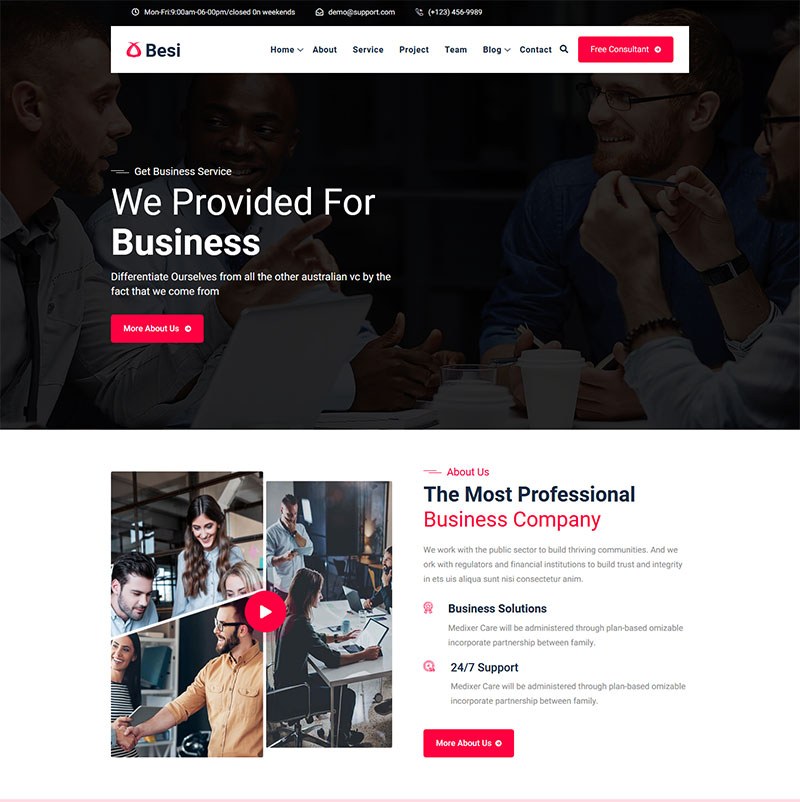 Mon-Fri:9:00am-06-00pm/closed 0n weekends
demo@support.com
(+123) 456-9989
Besi
Home
About
Service
Project
Team
Blog
Contact
Free Consultant
Get Business Service
We Provided For
Business
Differentiate Ourselves from all the other australian vc by the
fact that we come from
More About Us
About Us
The Most Professional
Business Company
We work with the public sector to build thriving communities. And we
ork with regulators and financial institutions to build trust and integrity
in ets uis aliqua sunt nisi consectetur anim.
Business Solutions
Medixer Care will be administered through plan-based omizable
incorporate partnership between family.
24/7 Support
Medixer Care will be administered through plan-based omizable
incorporate partnership between family.
More About Us